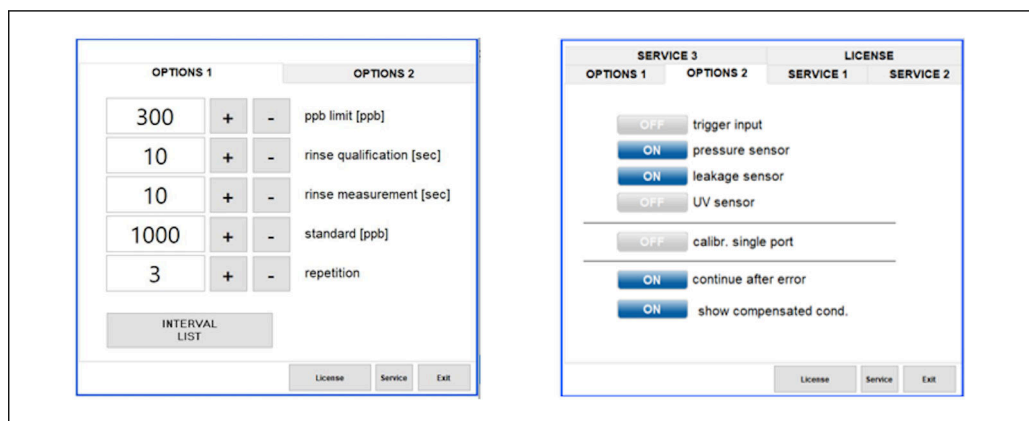 OPTIONS 1 OPTIONS 2
300 + - ppb limit [ppb]
10 + - rinse qualification [sec]
10 + - rinse measurement [sec]
1000 + - standard [ppb]
3 + - repetition
INTERVAL
LIST
License Service Exit
SERVICE 3 LICENSE
OPTIONS 1 OPTIONS 2 SERVICE 1 SERVICE 2
OFF trigger input
ON pressure sensor
ON leakage sensor
OFF UV sensor
OFF calibr. single port
ON continue after error
ON show compensated cond.
License Service Exit